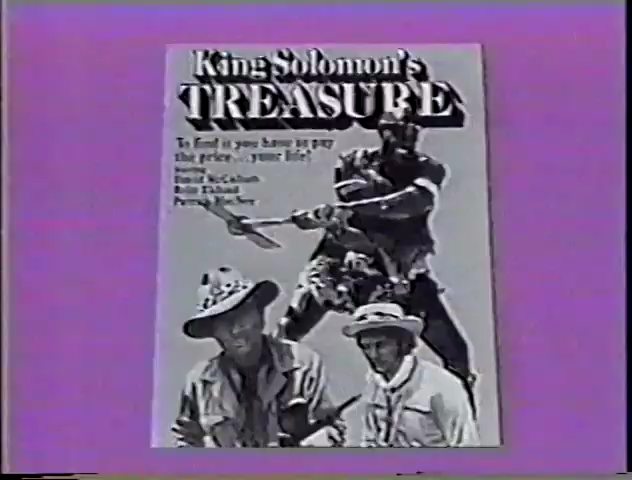 King Solomon's
TREASURE
To find it you have to pay
the price...your life!
Starring
David McCallum
Britt Ekland
Patrick MacNee